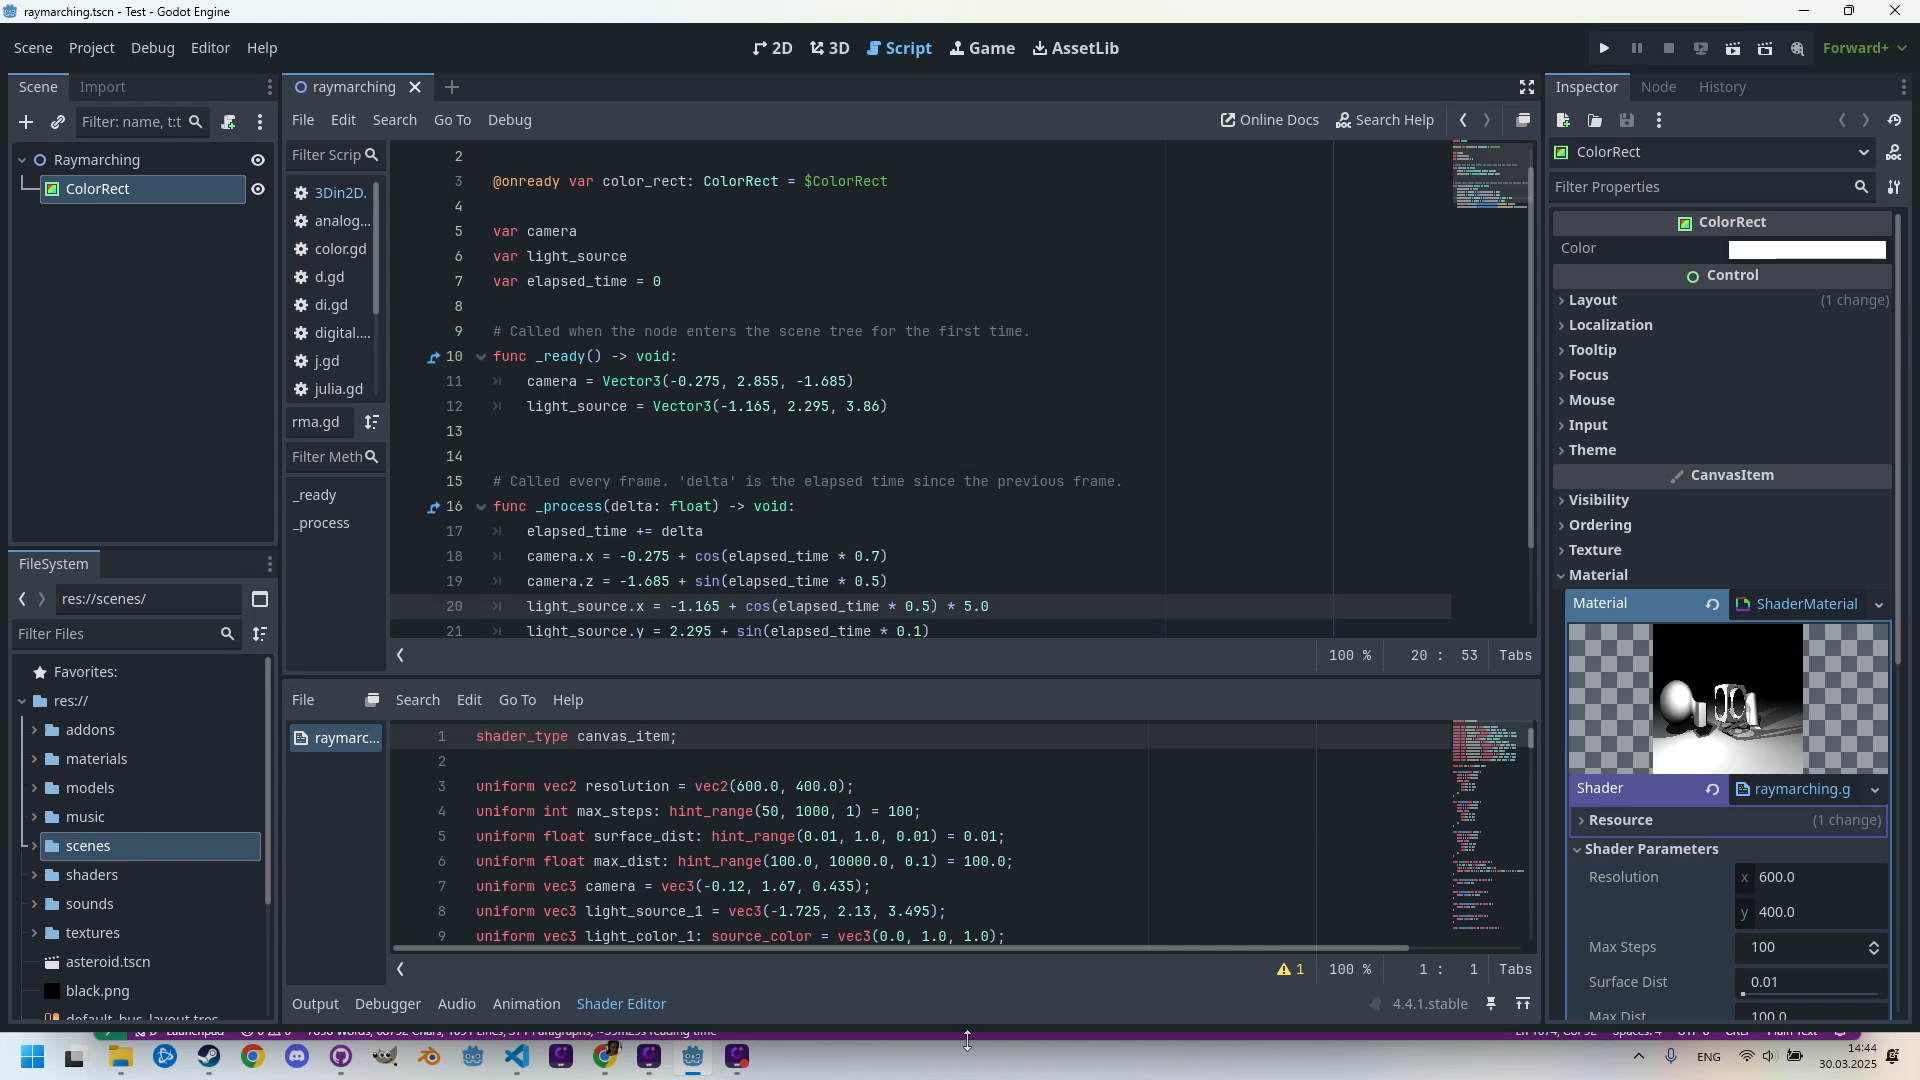 raymarching.tscn - Test - Godot Engine
Scene Project Debug Editor Help
2D 3D Script Game AssetLib
Forward+
Scene Import
Filter: name, t:t
Raymarching
ColorRect
FileSystem
res://scenes/
Filter Files
Favorites:
res://
addons
materials
models
music
scenes
shaders
sounds
textures
asteroid.tscn
black.png
default_bus_layout.tres
raymarching
File Edit Search Go To Debug
Online Docs Search Help
Filter Scrip
3Din2D.
analog...
color.gd
d.gd
di.gd
digital....
j.gd
julia.gd
rma.gd
Filter Meth
_ready
_process
2
3 @onready var color_rect: ColorRect = $ColorRect
4
5 var camera
6 var light_source
7 var elapsed_time = 0
8
9 # Called when the node enters the scene tree for the first time.
10 func _ready() -> void:
11 camera = Vector3(-0.275, 2.855, -1.685)
12 light_source = Vector3(-1.165, 2.295, 3.86)
13
14
15 # Called every frame. 'delta' is the elapsed time since the previous frame.
16 func _process(delta: float) -> void:
17 elapsed_time += delta
18 camera.x = -0.275 + cos(elapsed_time * 0.7)
19 camera.z = -1.685 + sin(elapsed_time * 0.5)
20 light_source.x = -1.165 + cos(elapsed_time * 0.5) * 5.0
21 light_source.y = 2.295 + sin(elapsed_time * 0.1)
100 % 20 : 53 Tabs
File Search Edit Go To Help
raymarc...
1 shader_type canvas_item;
2
3 uniform vec2 resolution = vec2(600.0, 400.0);
4 uniform int max_steps: hint_range(50, 1000, 1) = 100;
5 uniform float surface_dist: hint_range(0.01, 1.0, 0.01) = 0.01;
6 uniform float max_dist: hint_range(100.0, 10000.0, 0.1) = 100.0;
7 uniform vec3 camera = vec3(-0.12, 1.67, 0.435);
8 uniform vec3 light_source_1 = vec3(-1.725, 2.13, 3.495);
9 uniform vec3 light_color_1: source_color = vec3(0.0, 1.0, 1.0);
1 100 % 1 : 1 Tabs
Output Debugger Audio Animation Shader Editor
4.4.1.stable
Inspector Node History
ColorRect
Filter Properties
ColorRect
Color
Control
Layout (1 change)
Localization
Tooltip
Focus
Mouse
Input
Theme
CanvasItem
Visibility
Ordering
Texture
Material
Material ShaderMaterial
Shader raymarching.g
Resource (1 change)
Shader Parameters
Resolution x 600.0
y 400.0
Max Steps 100
Surface Dist 0.01
Max Dist 100.0
ENG
14:44
30.03.2025